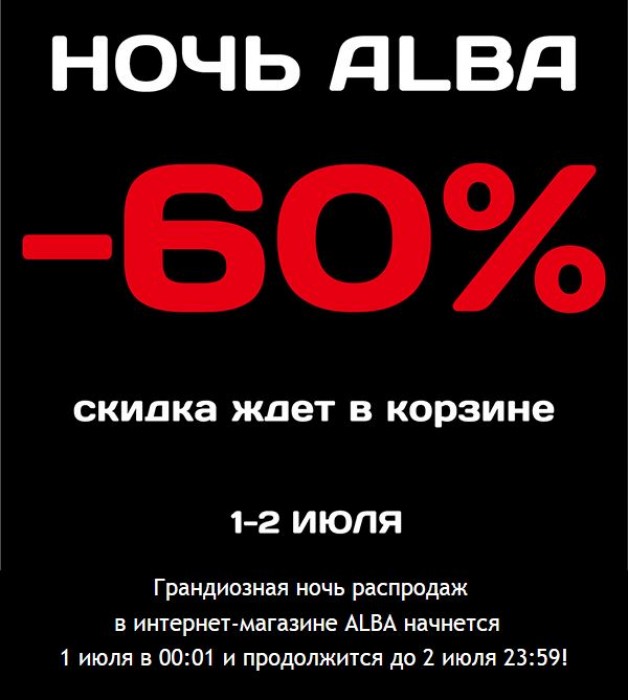 НОЧЬ ALBA
-60%
скидка ждет в корзине
1-2 ИЮЛЯ
Грандиозная ночь распродаж
в интернет-магазине ALBA начнется
1 июля в 00:01 и продолжится до 2 июля 23:59!